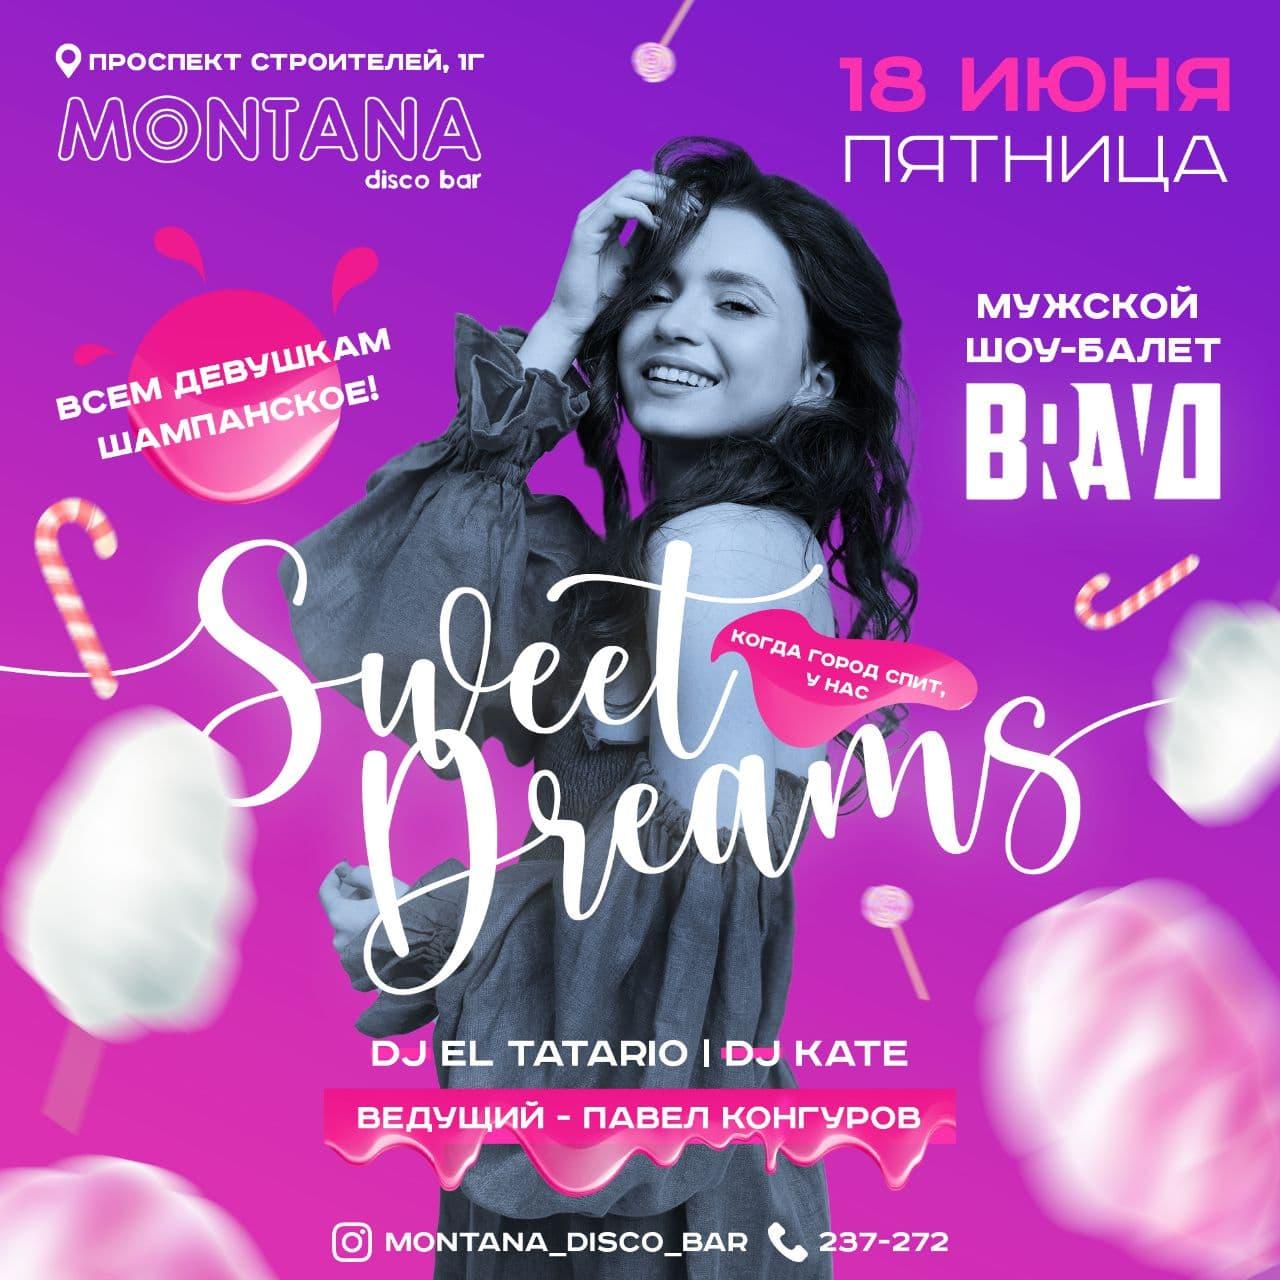 ПРОСПЕКТ СТРОИТЕЛЕЙ, 1Г
MONTANA
disco bar
18 ИЮНЯ
ПЯТНИЦА
ВСЕМ ДЕВУШКАМ
ШАМПАНСКОЕ!
МУЖСКОЙ
ШОУ-БАЛЕТ
BRAVO
Sweet
КОГДА ГОРОД СПИТ,
У НАС
Dreams
DJ EL TATARIO | DJ KATE
ВЕДУЩИЙ - ПАВЕЛ КОНГУРОВ
MONTANA_DISCO_BAR 237-272